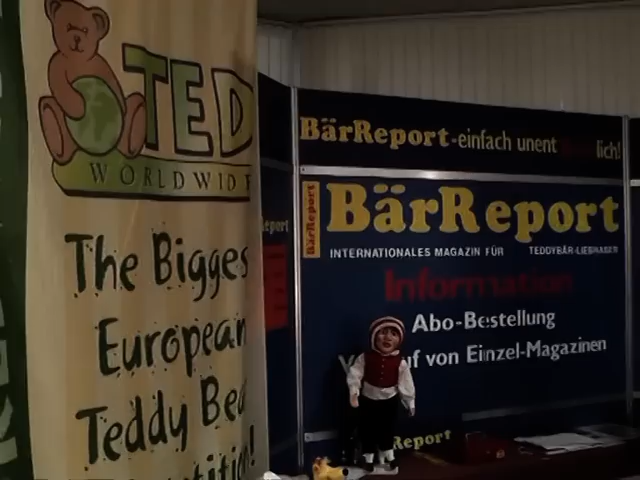 TED
WORLDWIDE
The Bigges
European
Teddy Bea
BärReport-einfach unent lich!
BärReport
BärReport
INTERNATIONALES MAGAZIN FÜR TEDDYBÄR-LIEBHABER
Information
Abo-Bestellung
V uf von Einzel-Magazinen
eport
Report